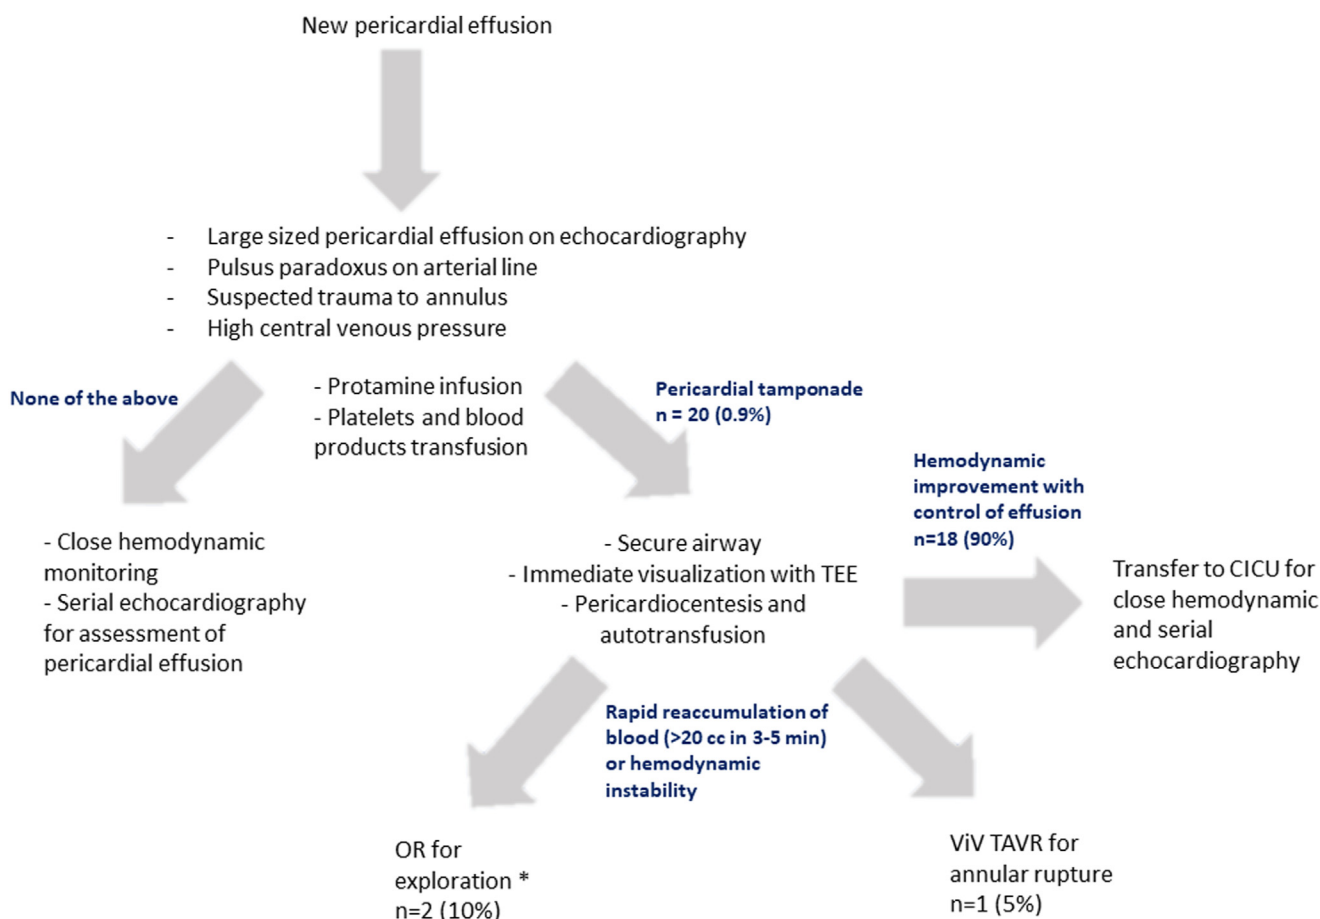 New pericardial effusion
- Large sized pericardial effusion on echocardiography
- Pulsus paradoxus on arterial line
- Suspected trauma to annulus
- High central venous pressure
None of the above
- Protamine infusion
- Platelets and blood
products transfusion
Pericardial tamponade
n = 20 (0.9%)
- Close hemodynamic
monitoring
- Serial echocardiography
for assessment of
pericardial effusion
- Secure airway
- Immediate visualization with TEE
- Pericardiocentesis and
autotransfusion
Hemodynamic
improvement with
control of effusion
n=18 (90%)
Transfer to CICU for
close hemodynamic
and serial
echocardiography
Rapid reaccumulation of
blood (>20 cc in 3-5 min)
or hemodynamic
instability
OR for
exploration *
n=2 (10%)
ViV TAVR for
annular rupture
n=1 (5%)